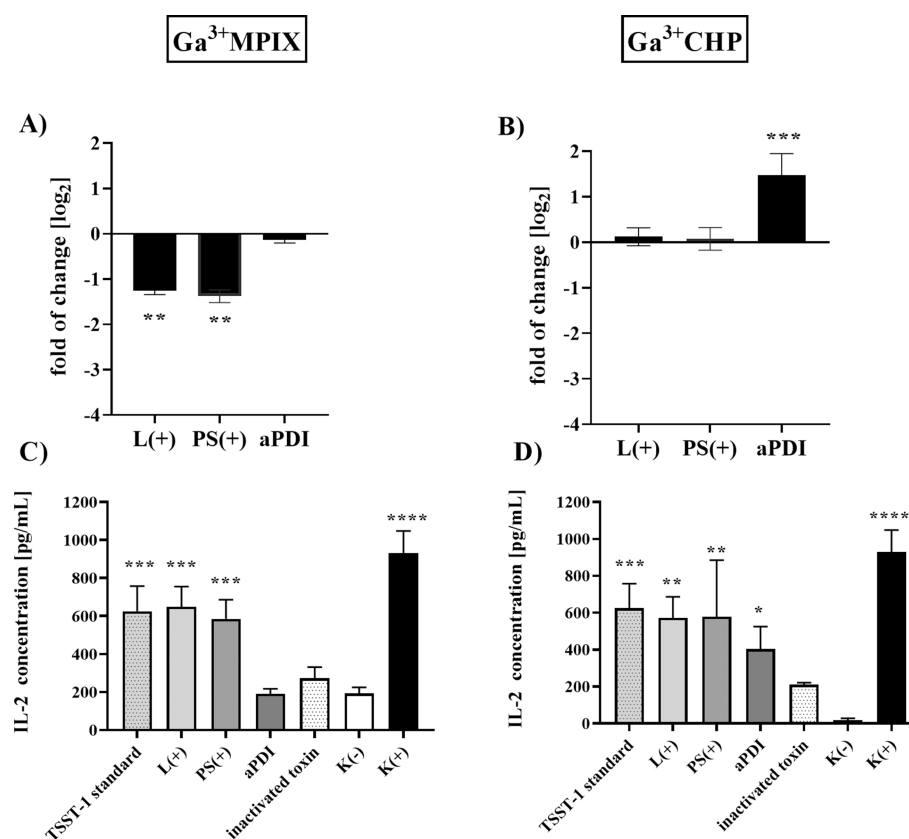 Ga³⁺MPIX
Ga³⁺CHP
A)
fold of change [log₂]
2
1
0
-1
-2
-3
-4
**
**
L(+) PS(+) aPDI
B)
fold of change [log₂]
2
1
0
-1
-2
-3
-4
***
L(+) PS(+) aPDI
C)
IL-2 concentration [pg/mL]
1200
1000
800
600
400
200
0
***
***
***
****
TSST-1 standard
L(+)
PS(+)
aPDI
inactivated toxin
K(-)
K(+)
D)
IL-2 concentration [pg/mL]
1200
1000
800
600
400
200
0
***
**
**
*
****
TSST-1 standard
L(+)
PS(+)
aPDI
inactivated toxin
K(-)
K(+)